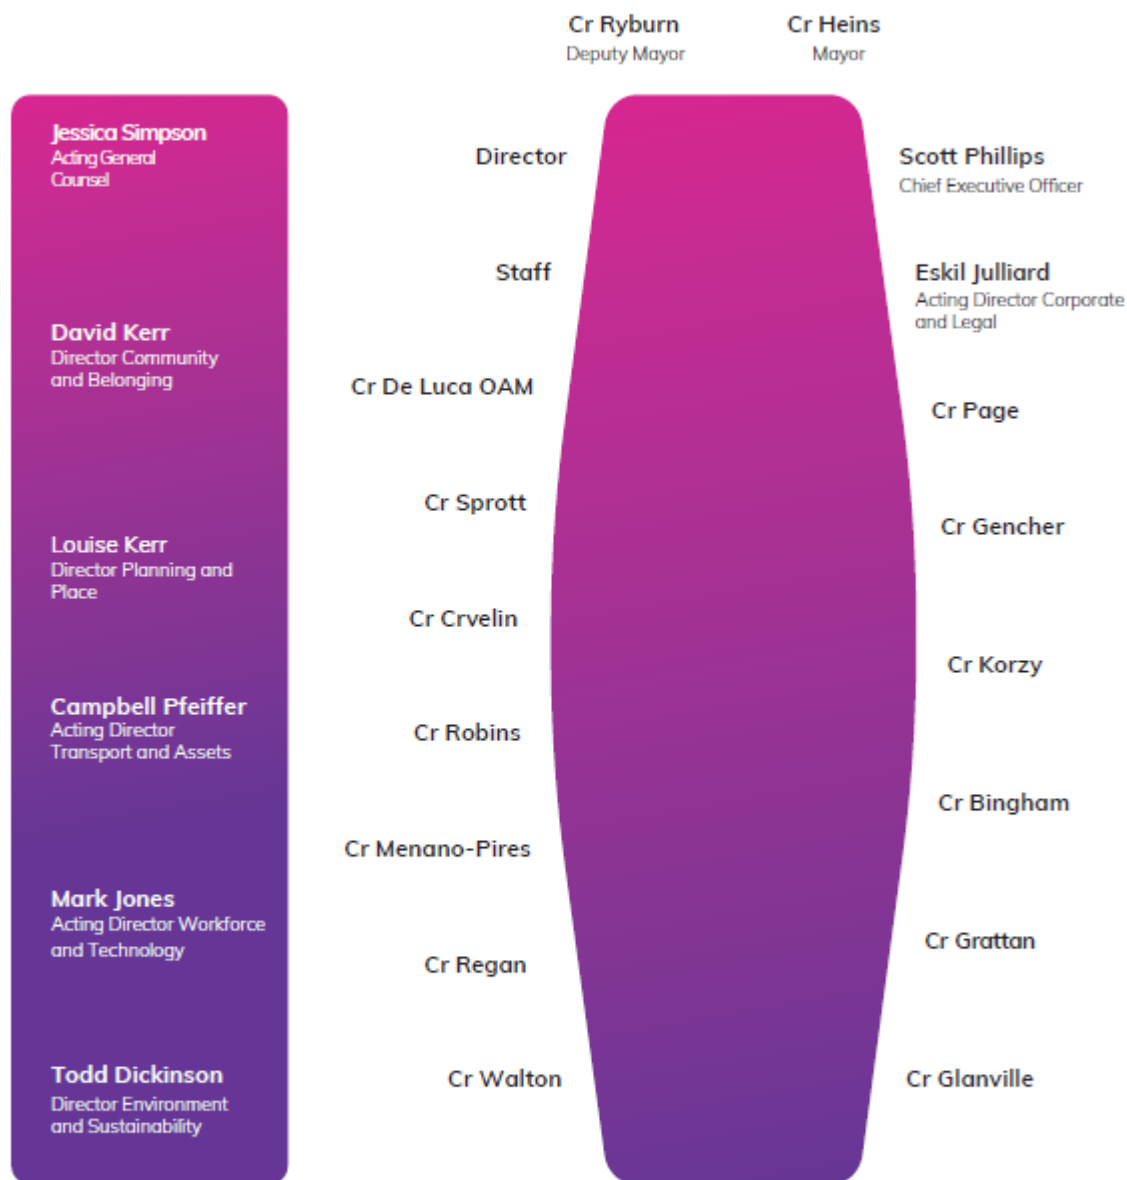 Cr Ryburn
Deputy Mayor
Cr Heins
Mayor
Jessica Simpson
Acting General
Counsel
David Kerr
Director Community
and Belonging
Louise Kerr
Director Planning and
Place
Campbell Pfeiffer
Acting Director
Transport and Assets
Mark Jones
Acting Director Workforce
and Technology
Todd Dickinson
Director Environment
and Sustainability
Director
Staff
Cr De Luca OAM
Cr Sprott
Cr Crvelin
Cr Robins
Cr Menano-Pires
Cr Regan
Cr Walton
Scott Phillips
Chief Executive Officer
Eskil Julliard
Acting Director Corporate
and Legal
Cr Page
Cr Gencher
Cr Korzy
Cr Bingham
Cr Grattan
Cr Glanville